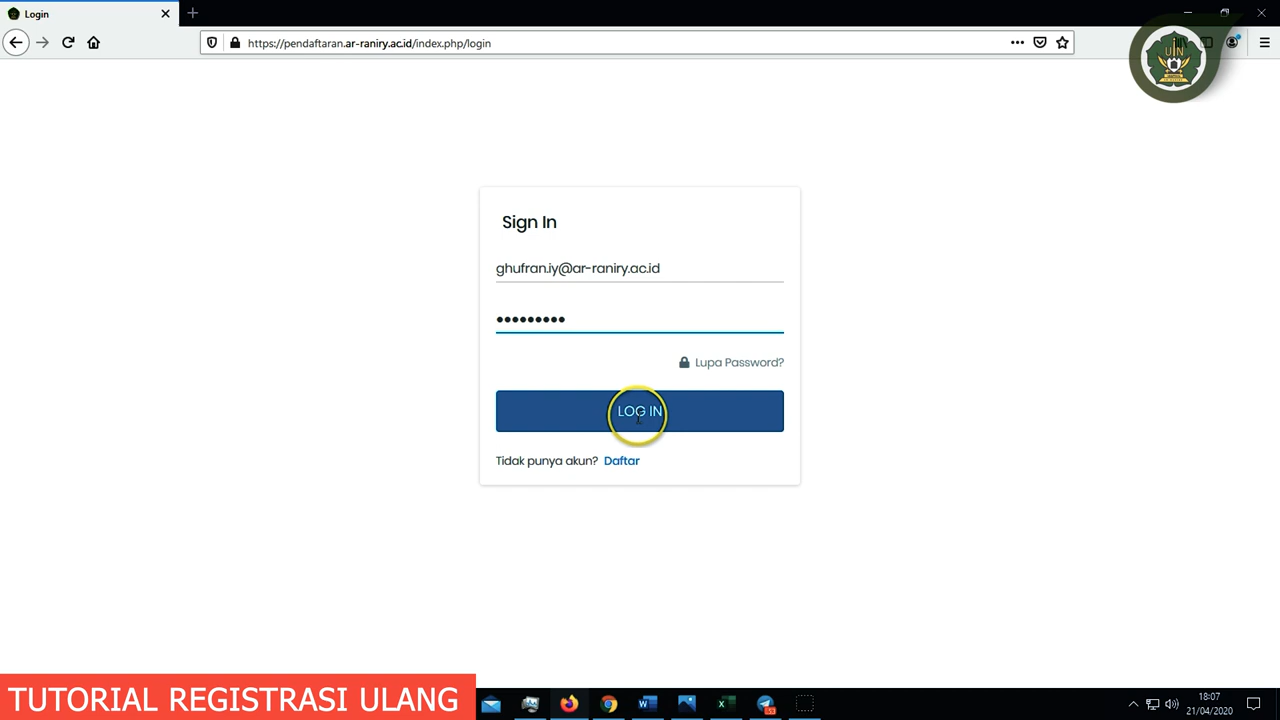 Login
https://pendaftaran.ar-raniry.ac.id/index.php/login
UIN
Sign In
ghufran.iy@ar-raniry.ac.id
Lupa Password?
LOG IN
Tidak punya akun? Daftar
TUTORIAL REGISTRASI ULANG
18:07
21/04/2020